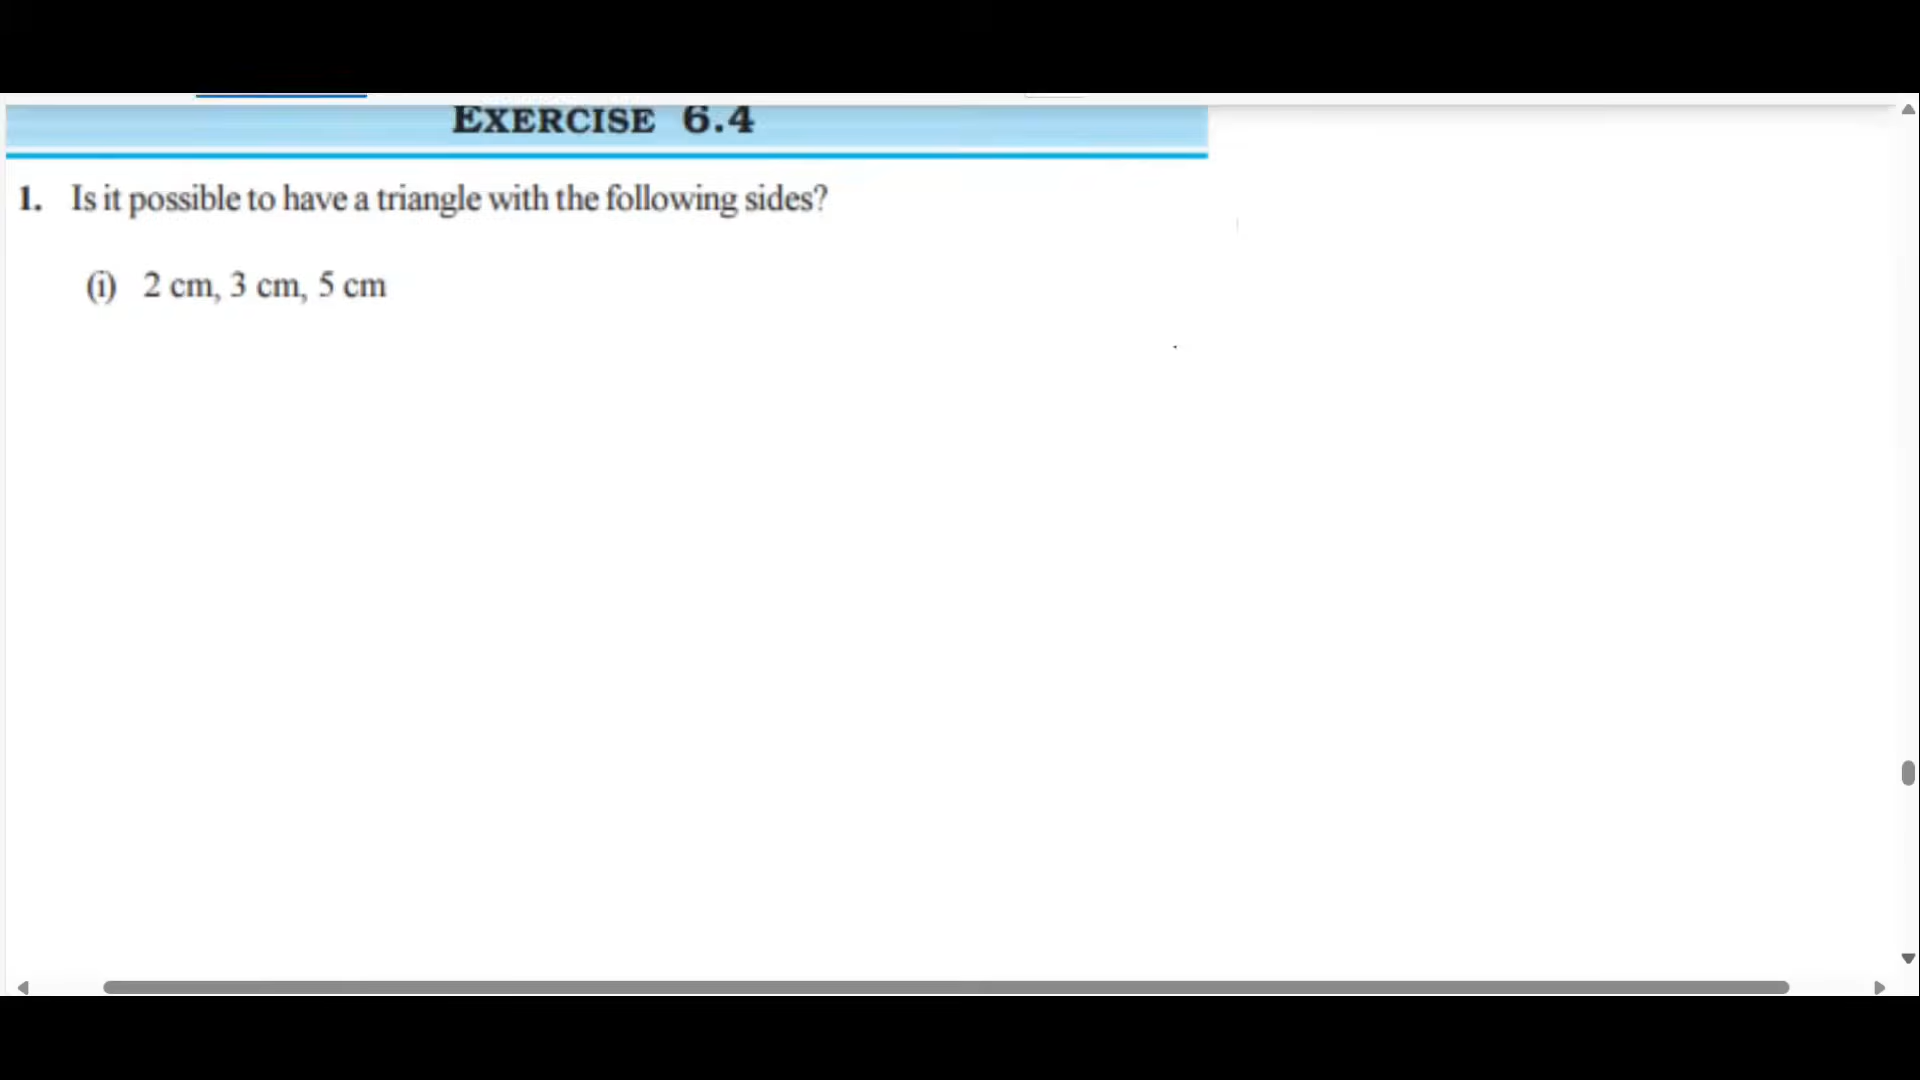 EXERCISE 6.4
1. Is it possible to have a triangle with the following sides?
(i) 2 cm, 3 cm, 5 cm